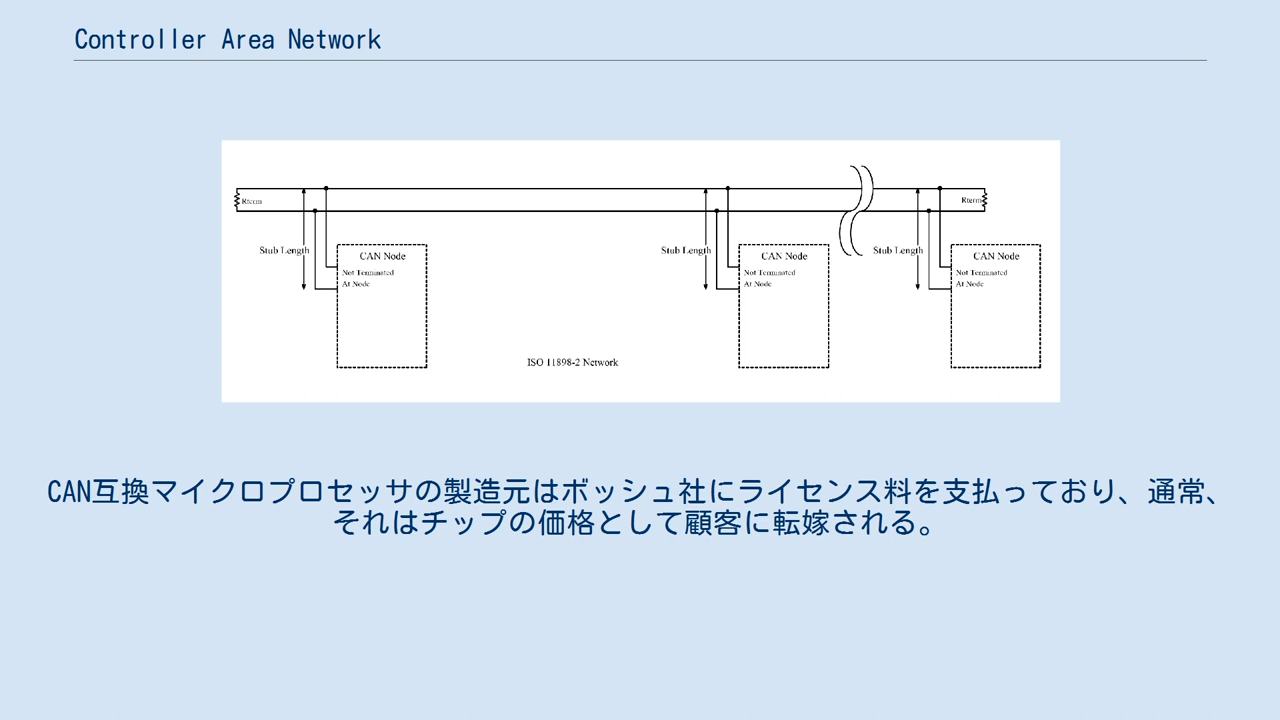 Controller Area Network
Rterm
Rterm
Stub Length
Stub Length
Stub Length
CAN Node
Not Terminated
At Node
CAN Node
Not Terminated
At Node
CAN Node
Not Terminated
At Node
ISO 11898-2 Network
CAN互換マイクロプロセッサの製造元はボッシュ社にライセンス料を支払っており、通常、
それはチップの価格として顧客に転嫁される。